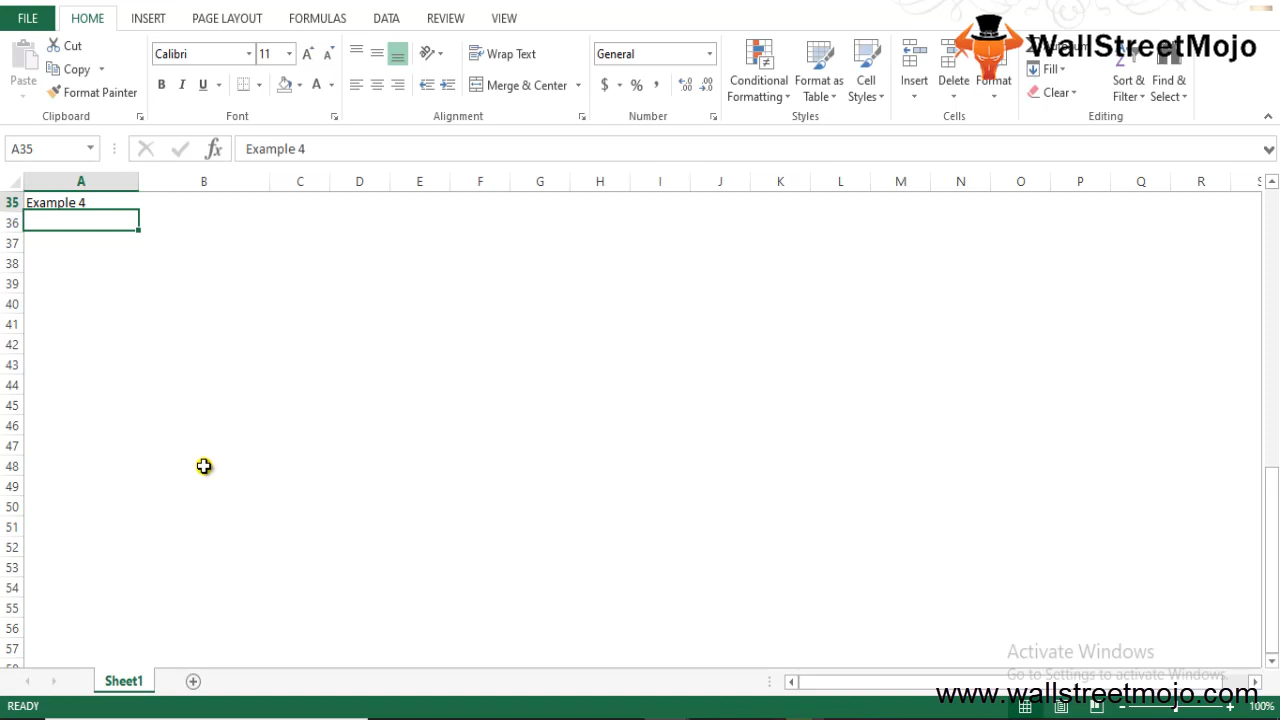 FILE HOME INSERT PAGE LAYOUT FORMULAS DATA REVIEW VIEW
WallStreetMojo
Paste
Cut
Copy
Format Painter
Clipboard
Calibri 11
B I U A A A
Font
Wrap Text
Merge & Center
Alignment
General
$ % ,
Number
Conditional Formatting
Format as Table
Cell Styles
Styles
Insert Delete Format
Cells
Fill
Clear
Sort & Filter
Find & Select
Editing
A35 fx Example 4
A B C D E F G H I J K L M N O P Q R S
35 Example 4
36
37
38
39
40
41
42
43
44
45
46
47
48
49
50
51
52
53
54
55
56
57
58
Activate Windows
Go to Settings to activate Windows.
Sheet1
www.wallstreetmojo.com
READY 100%